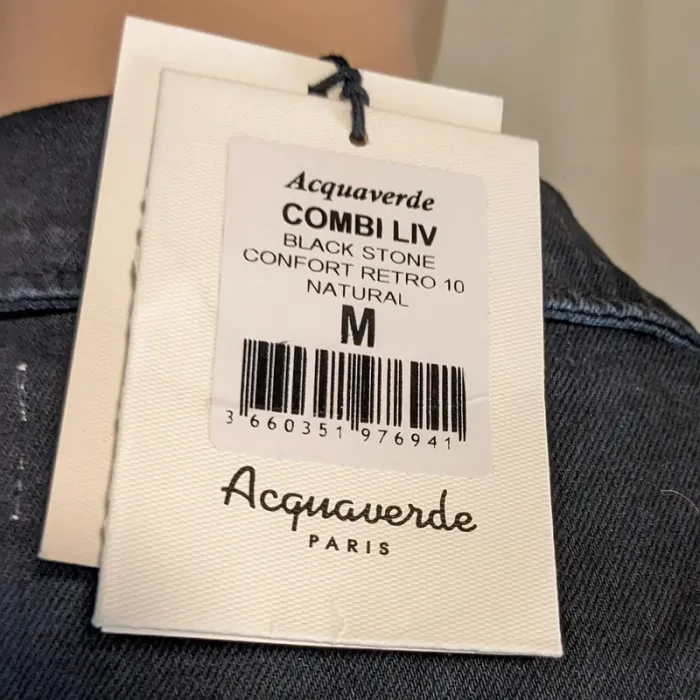 Acquaverde
COMBI LIV
BLACK STONE
CONFORT RETRO 10
NATURAL
M
3 660351 976941
Acquaverde
PARIS